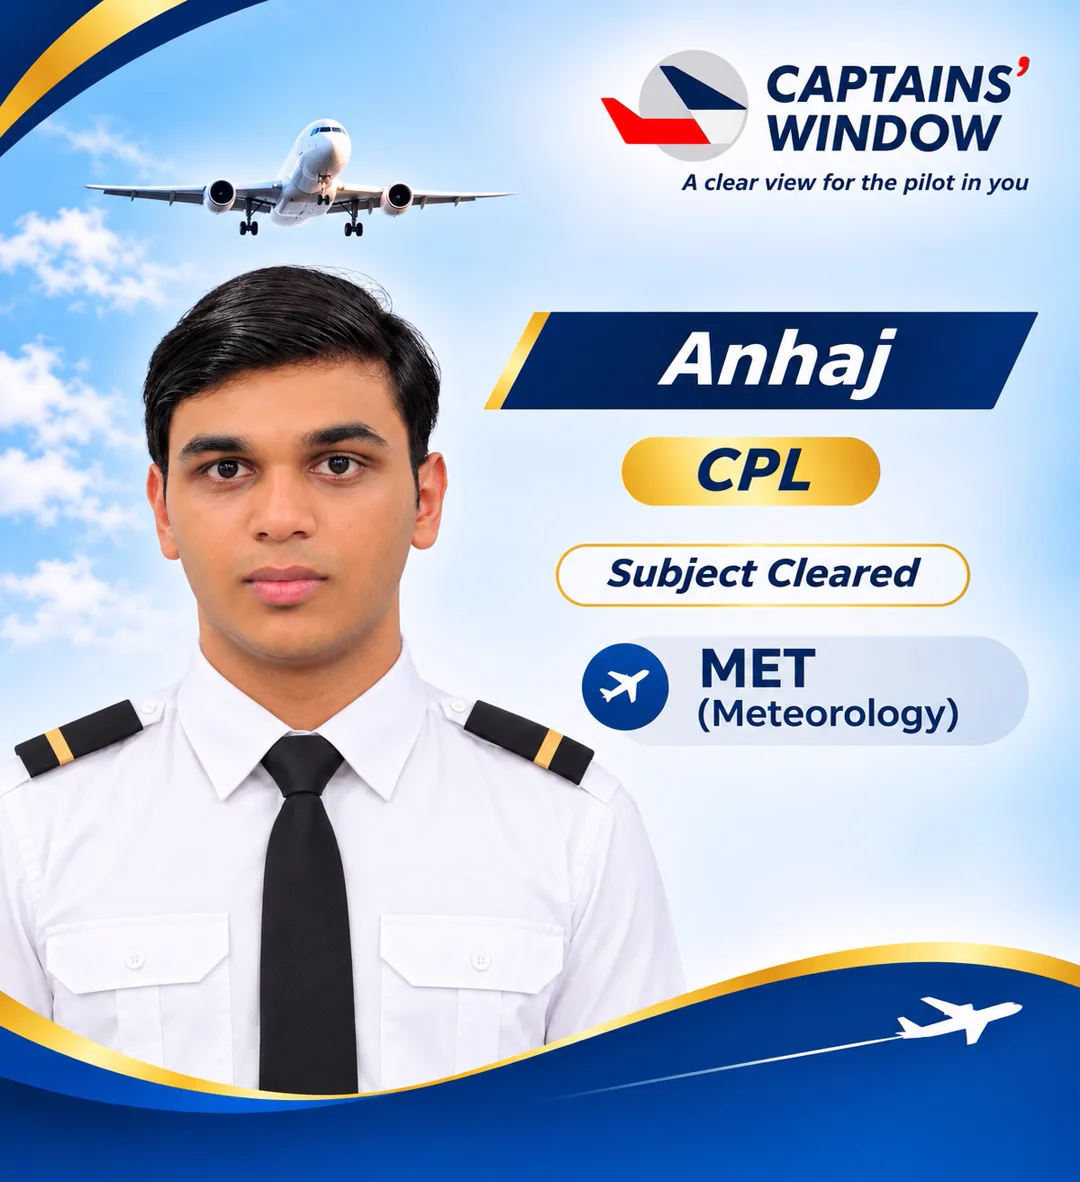 CAPTAINS’
WINDOW
A clear view for the pilot in you
Anhaj
CPL
Subject Cleared
MET
(Meteorology)